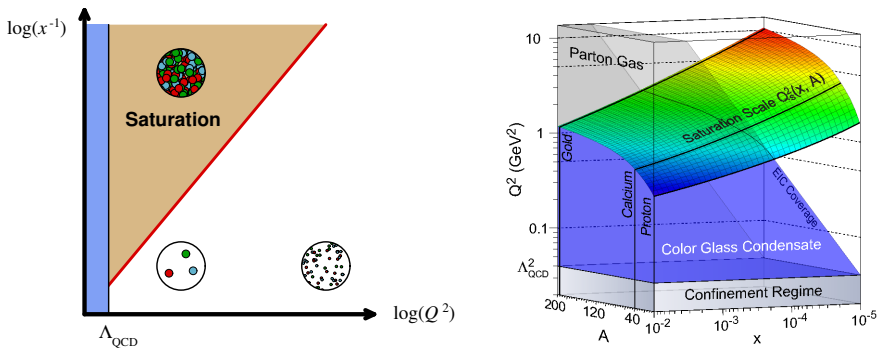 log(x⁻¹)
Saturation
log(Q²)
Λ_QCD
10
1
0.1
Λ²_QCD
Q² (GeV²)
Parton Gas
Saturation Scale Q²ₛ(x, A)
Gold
Calcium
Proton
EIC Coverage
Color Glass Condensate
Confinement Regime
200
120
40
A
10⁻²
10⁻³
10⁻⁴
10⁻⁵
x